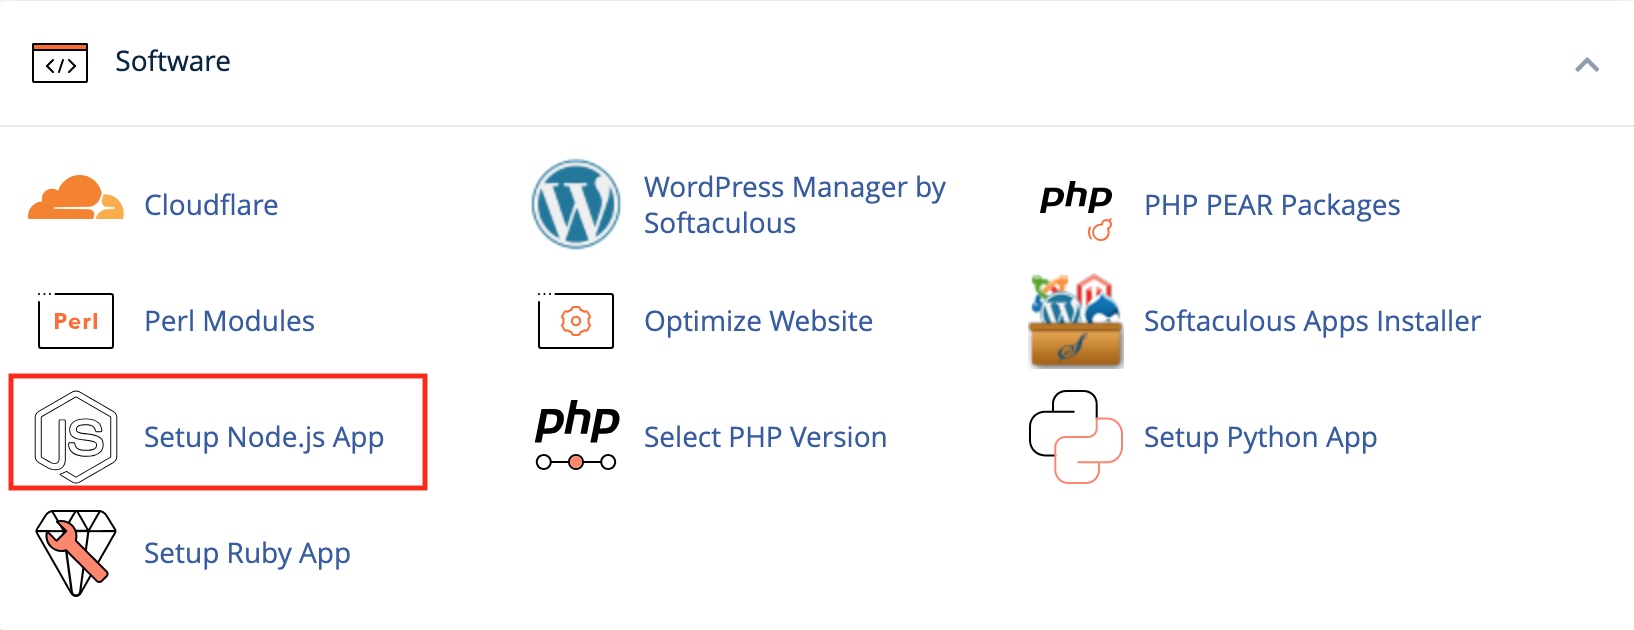 </> Software
Cloudflare
WordPress Manager by
Softaculous
php PHP PEAR Packages
Perl Perl Modules
Optimize Website
Softaculous Apps Installer
JS Setup Node.js App
php Select PHP Version
Setup Python App
Setup Ruby App